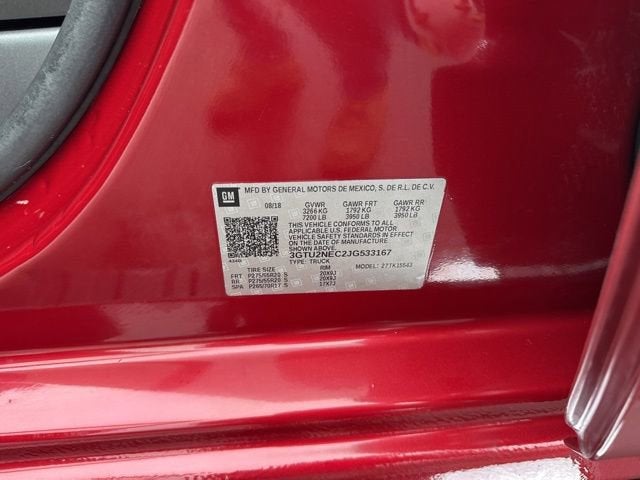 GM
MFD BY GENERAL MOTORS DE MEXICO, S. DE R.L. DE C.V.
08/18 GVWR GAWR FRT GAWR RR
3266 KG 1792 KG 1792 KG
7200 LB 3950 LB 3950 LB
THIS VEHICLE CONFORMS TO ALL
APPLICABLE U.S. FEDERAL MOTOR
VEHICLE SAFETY STANDARDS IN
EFFECT ON THE DATE OF MANUFACTURE
SHOWN ABOVE.
3GTU2NEC2JG533167
TYPE: TRUCK
TIRE SIZE RIM
FRT P275/55R20 S 20X9J
RR P275/55R20 S 20X9J
SPA P265/70R17 S 17X7J